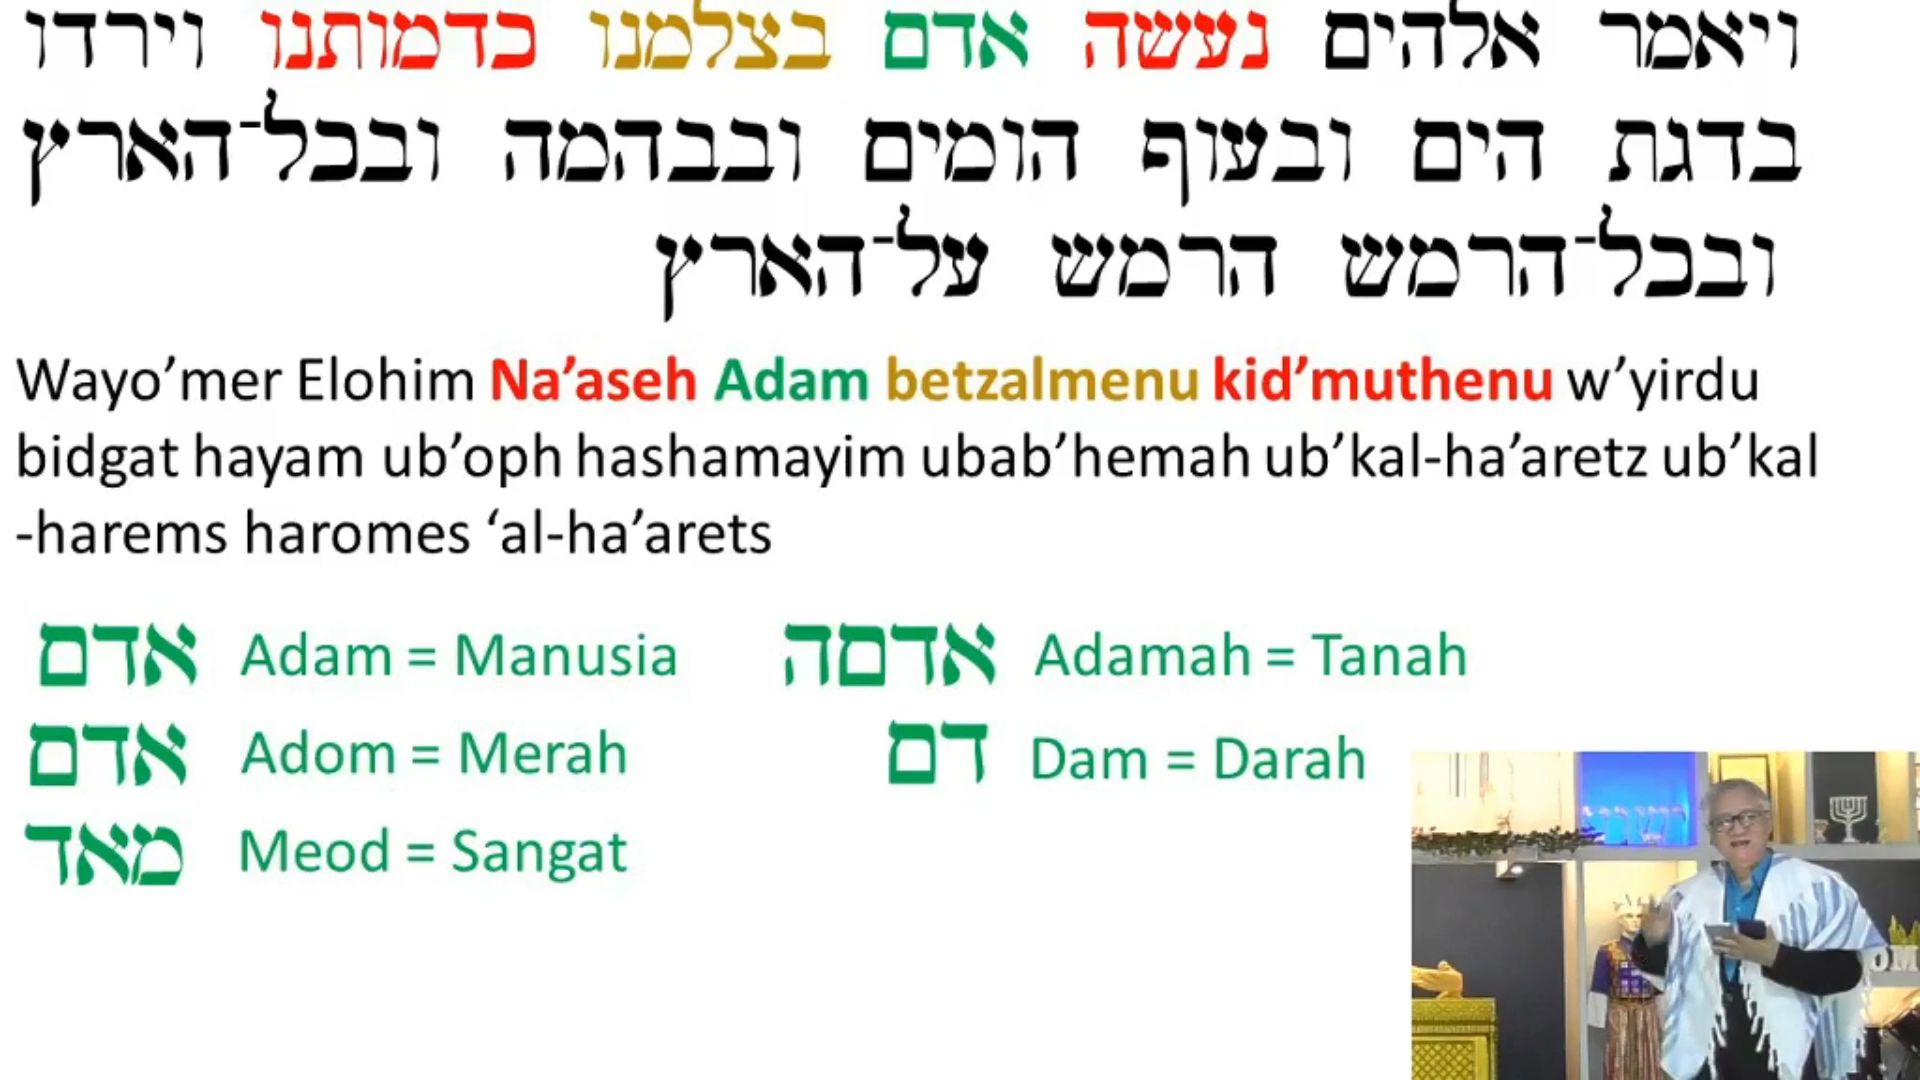 ויאמר אלהים נעשה אדם בצלמנו כדמותנו וירדו
בדגת הים ובעוף הומים ובבהמה ובכל־הארץ
ובכל־הרמש הרמש על־הארץ
Wayo’mer Elohim Na’aseh Adam betzalmenu kid’muthenu w’yirdu
bidgat hayam ub’oph hashamayim ubab’hemah ub’kal-ha’aretz ub’kal
-harems haromes ‘al-ha’arets
אדם Adam = Manusia
אדםה Adamah = Tanah
אדם Adom = Merah
דם Dam = Darah
מאד Meod = Sangat